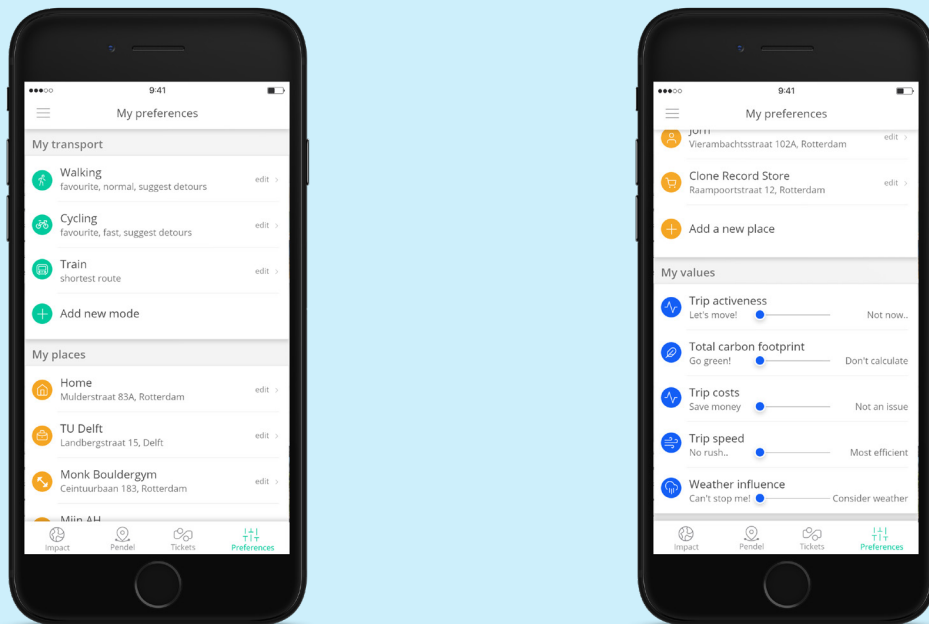 9:41
My preferences
My transport
Walking
favourite, normal, suggest detours
edit
Cycling
favourite, fast, suggest detours
edit
Train
shortest route
edit
Add new mode
My places
Home
Mulderstraat 83A, Rotterdam
edit
TU Delft
Landbergstraat 15, Delft
edit
Monk Bouldergym
Ceintuurbaan 183, Rotterdam
edit
Mijn AH
Impact
Pendel
Tickets
Preferences
9:41
My preferences
Jorn
Vierambachtsstraat 102A, Rotterdam
edit
Clone Record Store
Raampoortstraat 12, Rotterdam
edit
Add a new place
My values
Trip activeness
Let's move!
Not now..
Total carbon footprint
Go green!
Don't calculate
Trip costs
Save money
Not an issue
Trip speed
No rush..
Most efficient
Weather influence
Can't stop me!
Consider weather
Impact
Pendel
Tickets
Preferences